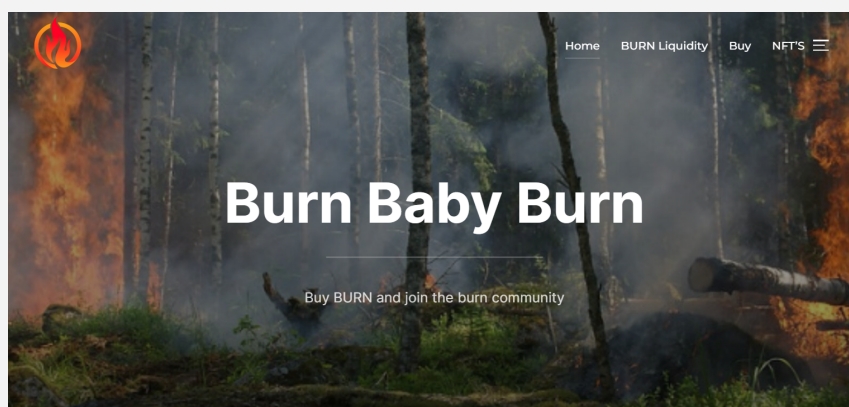 Home BURN Liquidity Buy NFT'S
Burn Baby Burn
Buy BURN and join the burn community